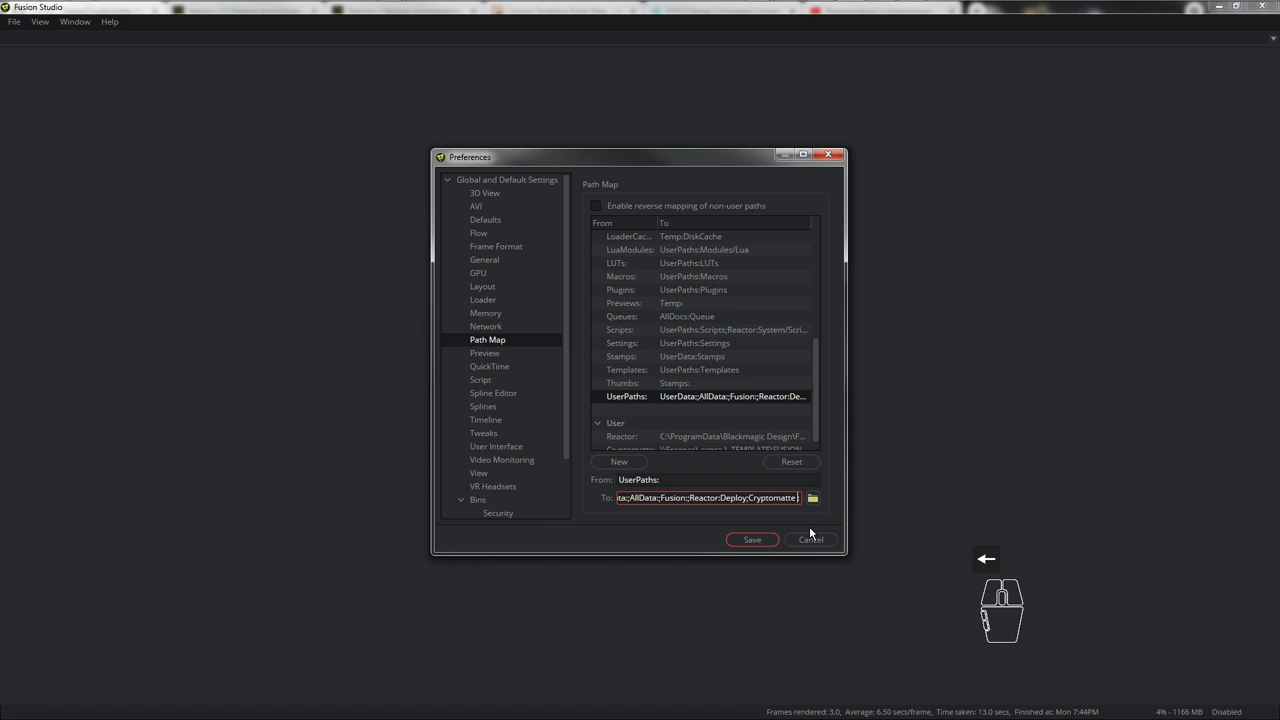 Fusion Studio
File View Window Help
Preferences
Global and Default Settings
3D View
AVI
Defaults
Flow
Frame Format
General
GPU
Layout
Loader
Memory
Network
Path Map
Preview
QuickTime
Script
Spline Editor
Splines
Timeline
Tweaks
User Interface
Video Monitoring
View
VR Headsets
Bins
Security
Path Map
Enable reverse mapping of non-user paths
From To
LoaderCac... Temp:DiskCache
LuaModules: UserPaths:Modules/Lua
LUTs: UserPaths:LUTs
Macros: UserPaths:Macros
Plugins: UserPaths:Plugins
Previews: Temp:
Queues: AllDocs:Queue
Scripts: UserPaths:Scripts;Reactor:System/Scri...
Settings: UserPaths:Settings
Stamps: UserData:Stamps
Templates: UserPaths:Templates
Thumbs: Stamps:
UserPaths: UserData:;AllData:;Fusion:;Reactor:De...
User
Reactor: C:\ProgramData\Blackmagic Design\F...
New Reset
From: UserPaths:
To: ta:;AllData:;Fusion:;Reactor:Deploy;Cryptomatte
Save Cancel
Frames rendered: 3.0, Average: 6.50 secs/frame, Time taken: 13.0 secs, Finished at: Mon 7:44PM 4% - 1166 MB Disabled